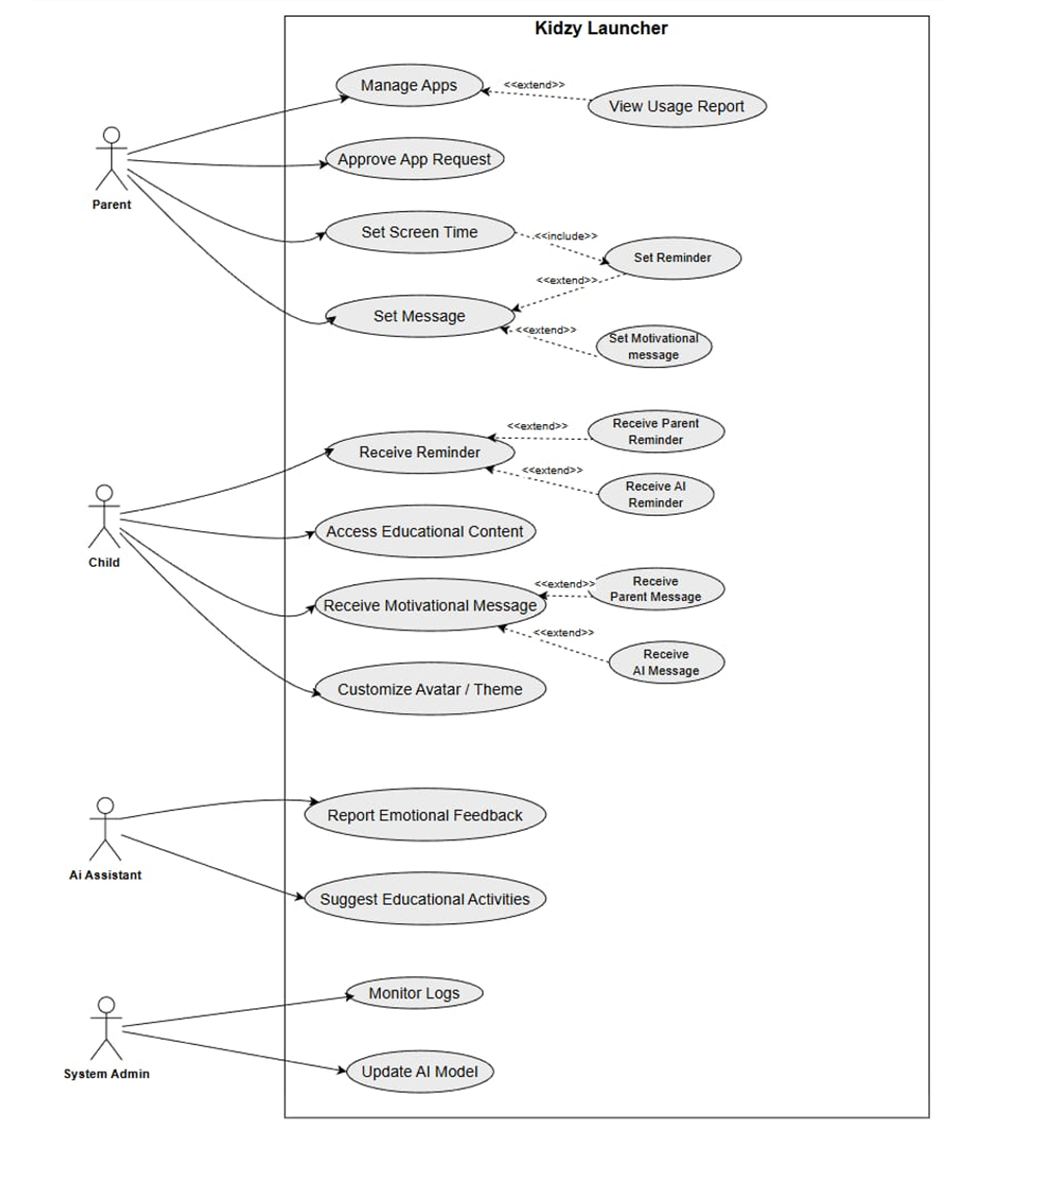 Kidzy Launcher
Manage Apps
<<extend>>
View Usage Report
Approve App Request
Parent
Set Screen Time
<<include>>
Set Reminder
<<extend>>
Set Message
<<extend>>
Set Motivational
message
Receive Reminder
<<extend>>
Receive Parent
Reminder
<<extend>>
Receive AI
Reminder
Access Educational Content
Child
Receive Motivational Message
<<extend>>
Receive
Parent Message
<<extend>>
Receive
AI Message
Customize Avatar / Theme
Report Emotional Feedback
Ai Assistant
Suggest Educational Activities
Monitor Logs
System Admin
Update AI Model